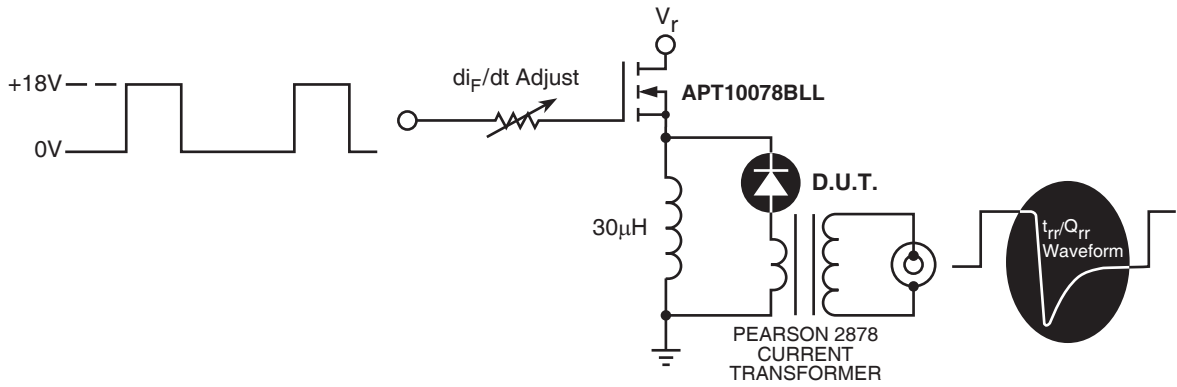 V_r
+18V
di_F/dt Adjust
APT10078BLL
0V
D.U.T.
30µH
t_rr/Q_rr
Waveform
PEARSON 2878
CURRENT
TRANSFORMER